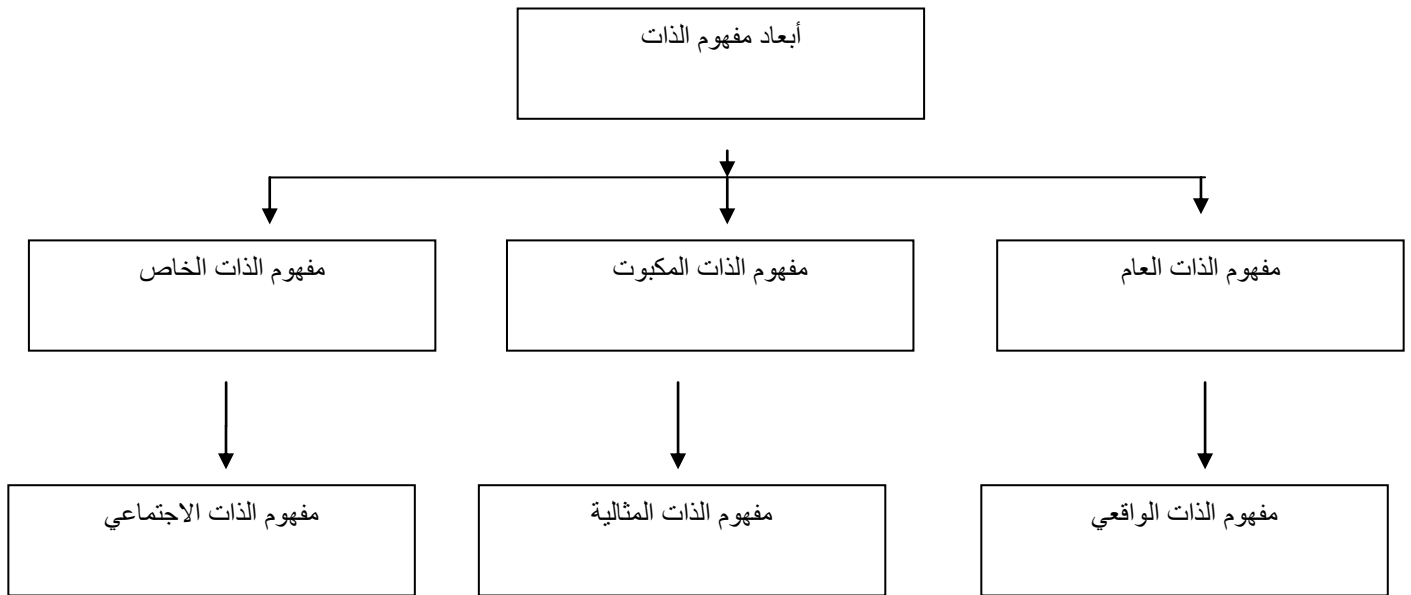 أبعاد مفهوم الذات
مفهوم الذات العام
مفهوم الذات المكبوت
مفهوم الذات الخاص
مفهوم الذات الواقعي
مفهوم الذات المثالية
مفهوم الذات الاجتماعي